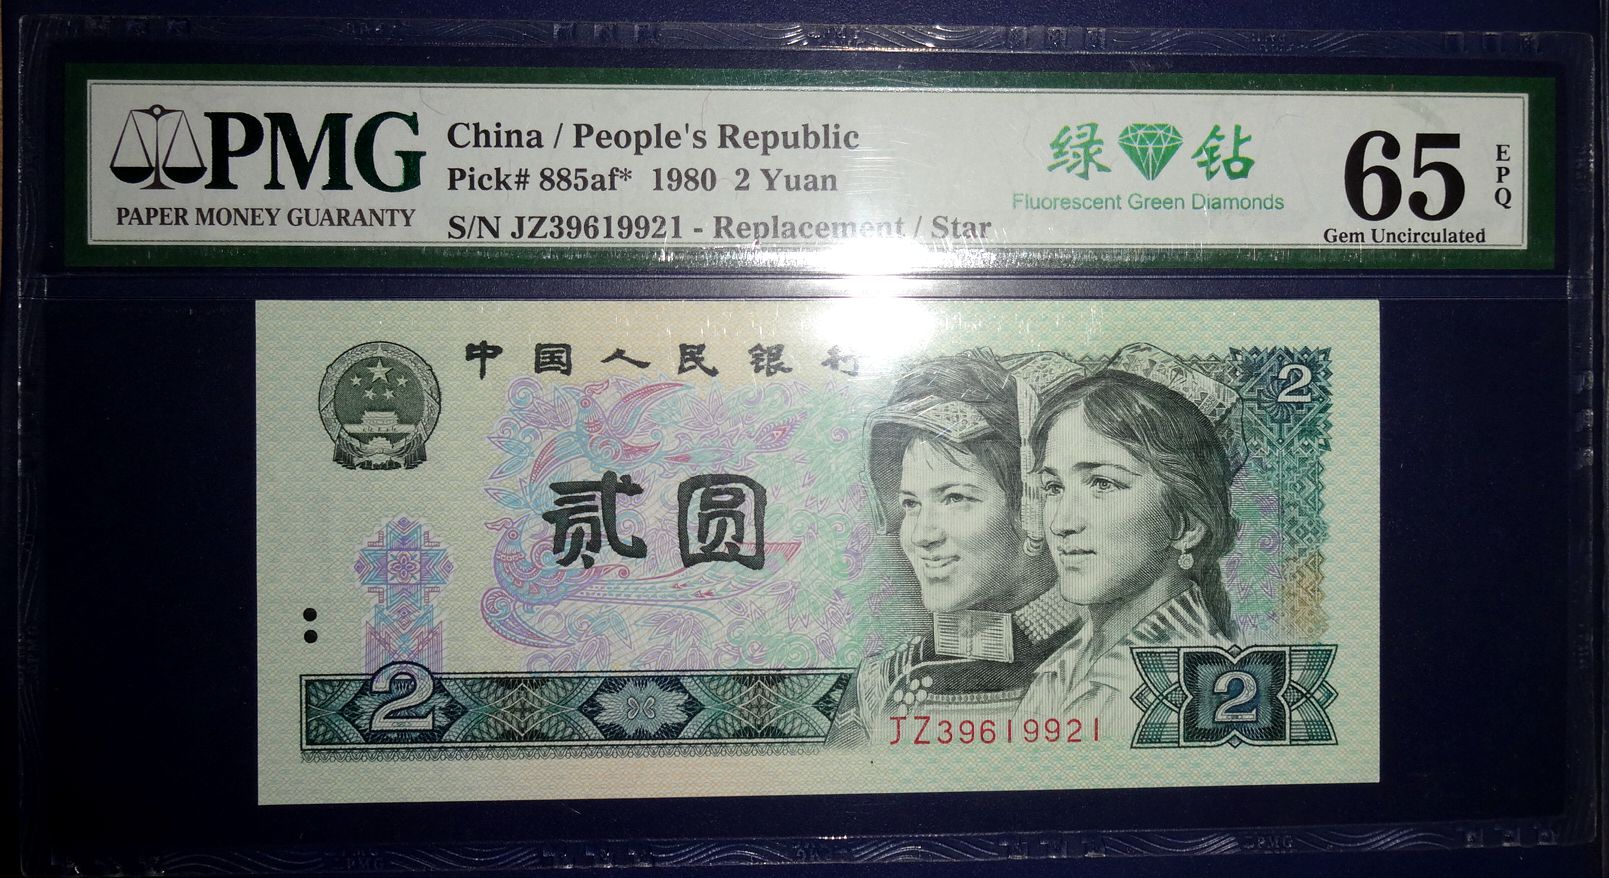 PMG
PAPER MONEY GUARANTY
China / People's Republic
Pick# 885af* 1980 2 Yuan
S/N JZ39619921 - Replacement / Star
绿 钻
Fluorescent Green Diamonds
65
EPQ
Gem Uncirculated
中国人民银行
2
贰圆
2
JZ39619921
2